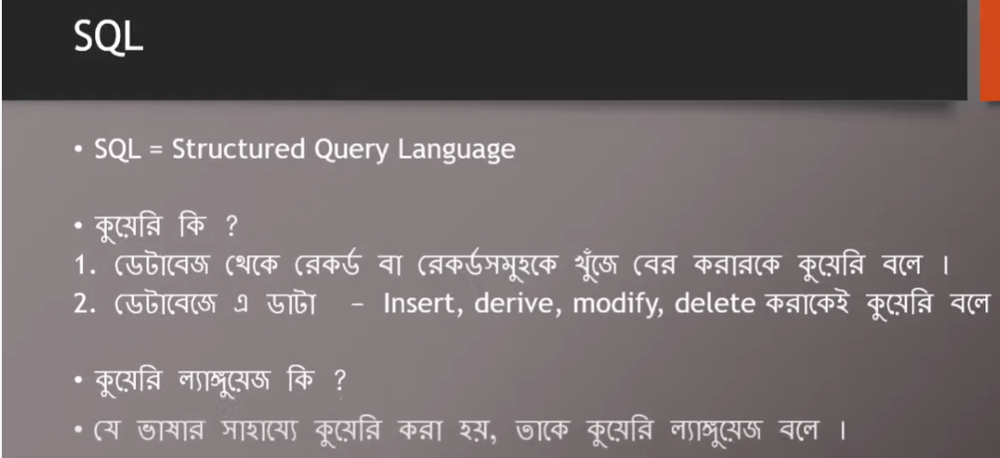 SQL
• SQL = Structured Query Language
• কুয়েরি কি ?
1. ডেটাবেজ থেকে রেকর্ড বা রেকর্ডসমুহকে খুঁজে বের করারকে কুয়েরি বলে ।
2. ডেটাবেজে এ ডাটা – Insert, derive, modify, delete করাকেই কুয়েরি বলে
• কুয়েরি ল্যাঙ্গুয়েজ কি ?
• যে ভাষার সাহায্যে কুয়েরি করা হয়, তাকে কুয়েরি ল্যাঙ্গুয়েজ বলে ।